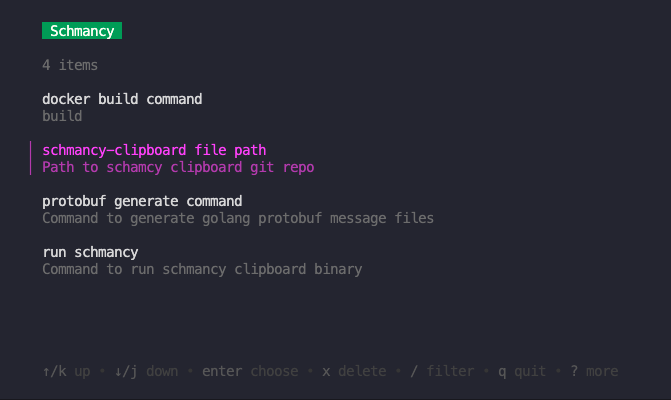 Schmancy
4 items
docker build command
build
schmancy-clipboard file path
Path to schamcy clipboard git repo
protobuf generate command
Command to generate golang protobuf message files
run schmancy
Command to run schmancy clipboard binary
↑/k up • ↓/j down • enter choose • x delete • / filter • q quit • ? more